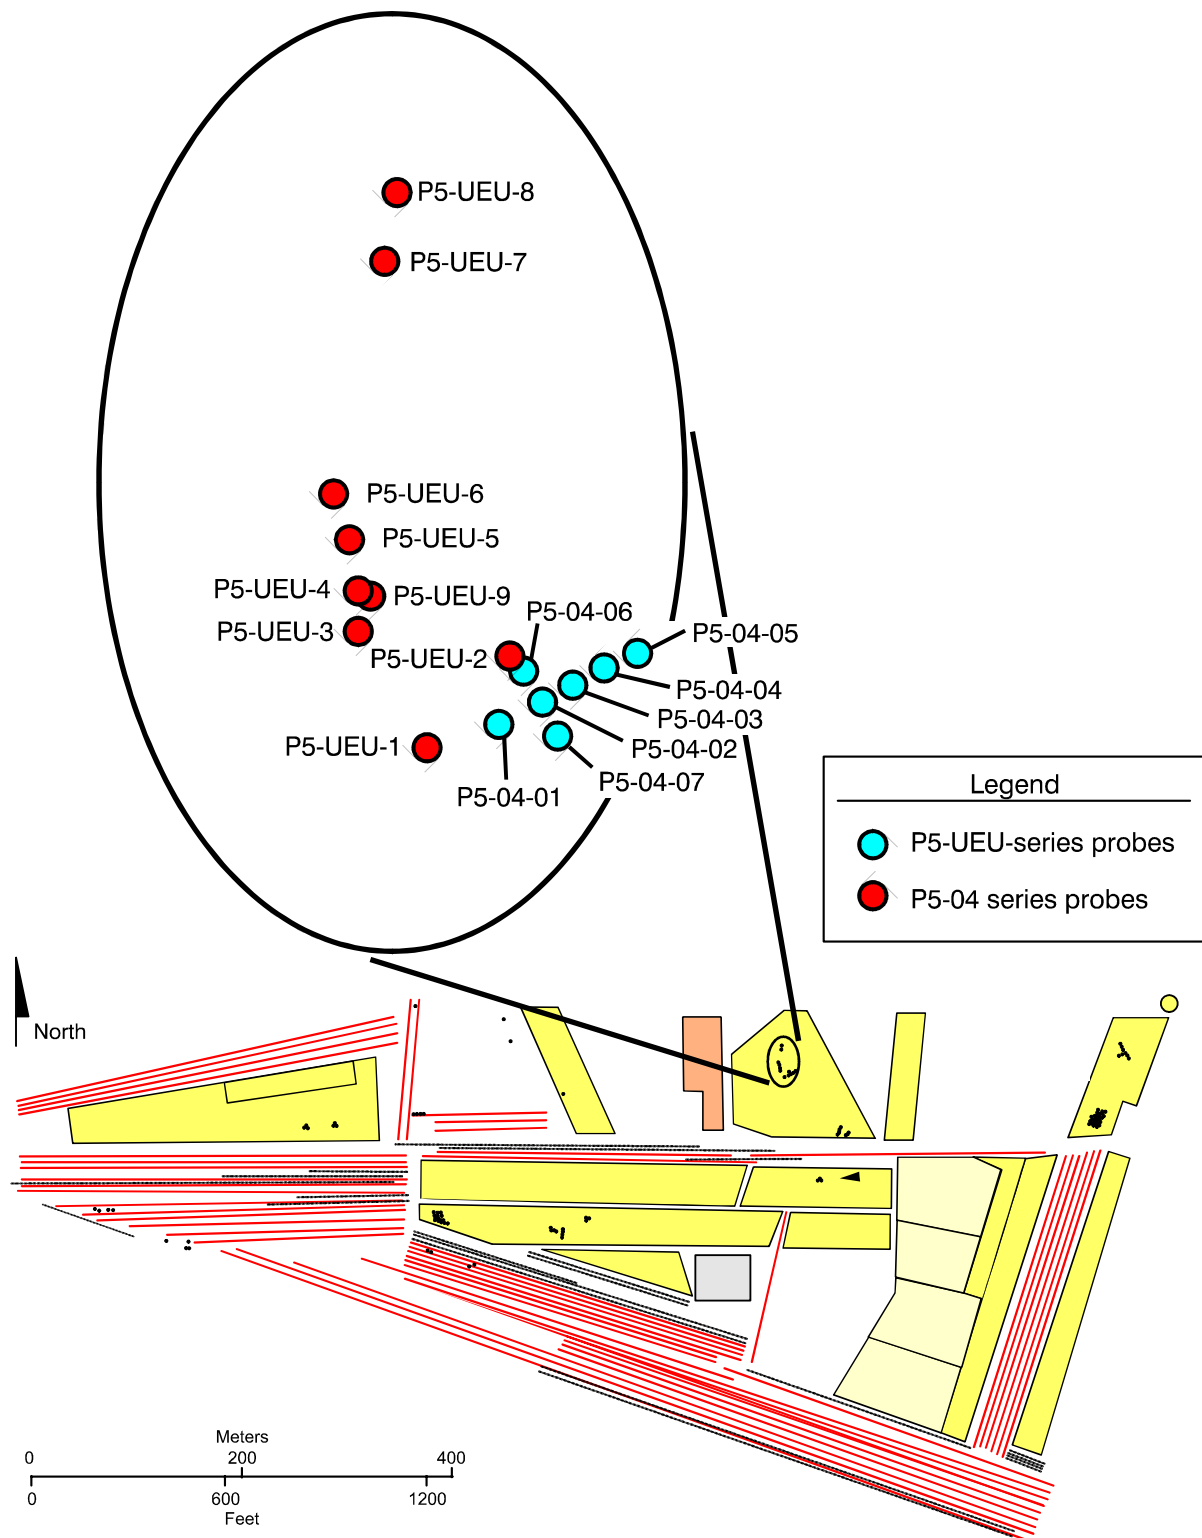 P5-UEU-8
P5-UEU-7
P5-UEU-6
P5-UEU-5
P5-UEU-4
P5-UEU-9
P5-04-06
P5-UEU-3
P5-04-05
P5-UEU-2
P5-04-04
P5-04-03
P5-UEU-1
P5-04-02
P5-04-07
P5-04-01
Legend
P5-UEU-series probes
P5-04 series probes
North
Meters
0 200 400
0 600 1200
Feet